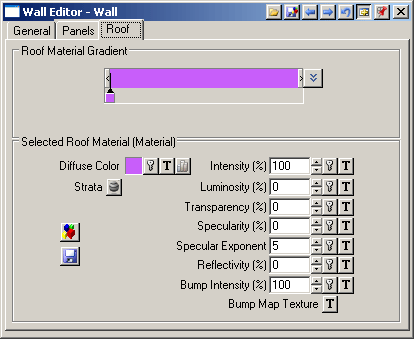 Wall Editor - Wall
General Panels Roof
Roof Material Gradient
Selected Roof Material (Material)
Diffuse Color T Intensity (%) 100 T
Strata Luminosity (%) 0 T
Transparency (%) 0 T
Specularity (%) 0 T
Specular Exponent 5 T
Reflectivity (%) 0 T
Bump Intensity (%) 100 T
Bump Map Texture T